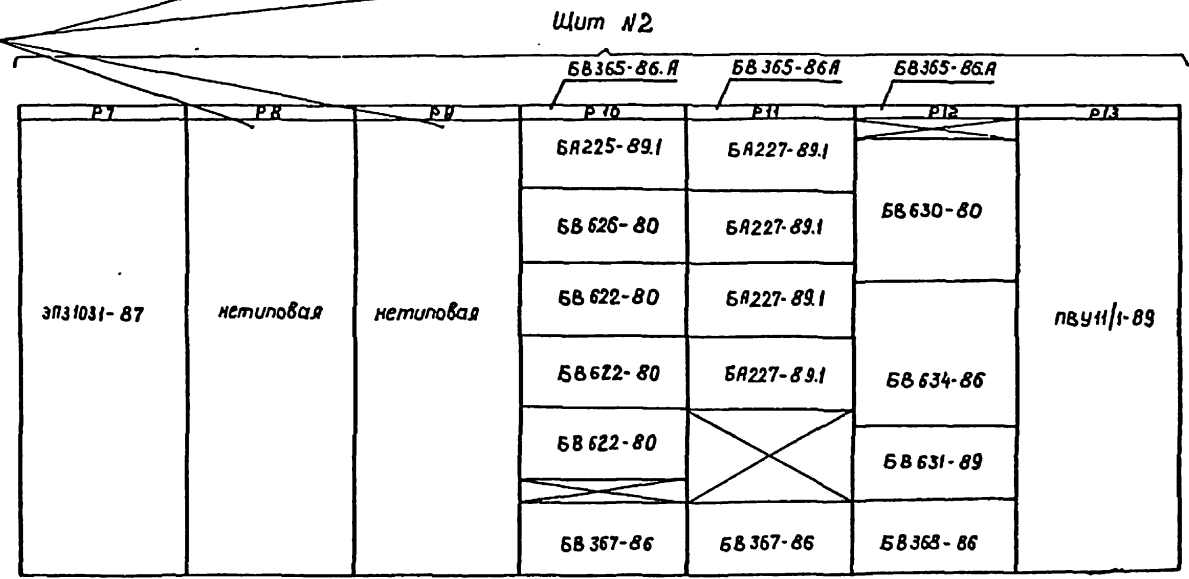 Щит N2
БВ365-86.А
БВ365-86А
БВ365-86.А
Р7
Р8
Р9
Р10
Р11
Р12
Р13
ЭПЗ1031-87
нетиповая
нетиповая
БА225-89.1
БВ626-80
БВ622-80
БВ622-80
БВ622-80
БВ367-86
БА227-89.1
БА227-89.1
БА227-89.1
БА227-89.1
БВ367-86
БВ630-80
БВ634-86
БВ631-89
БВ368-86
ПВУ11/1-89